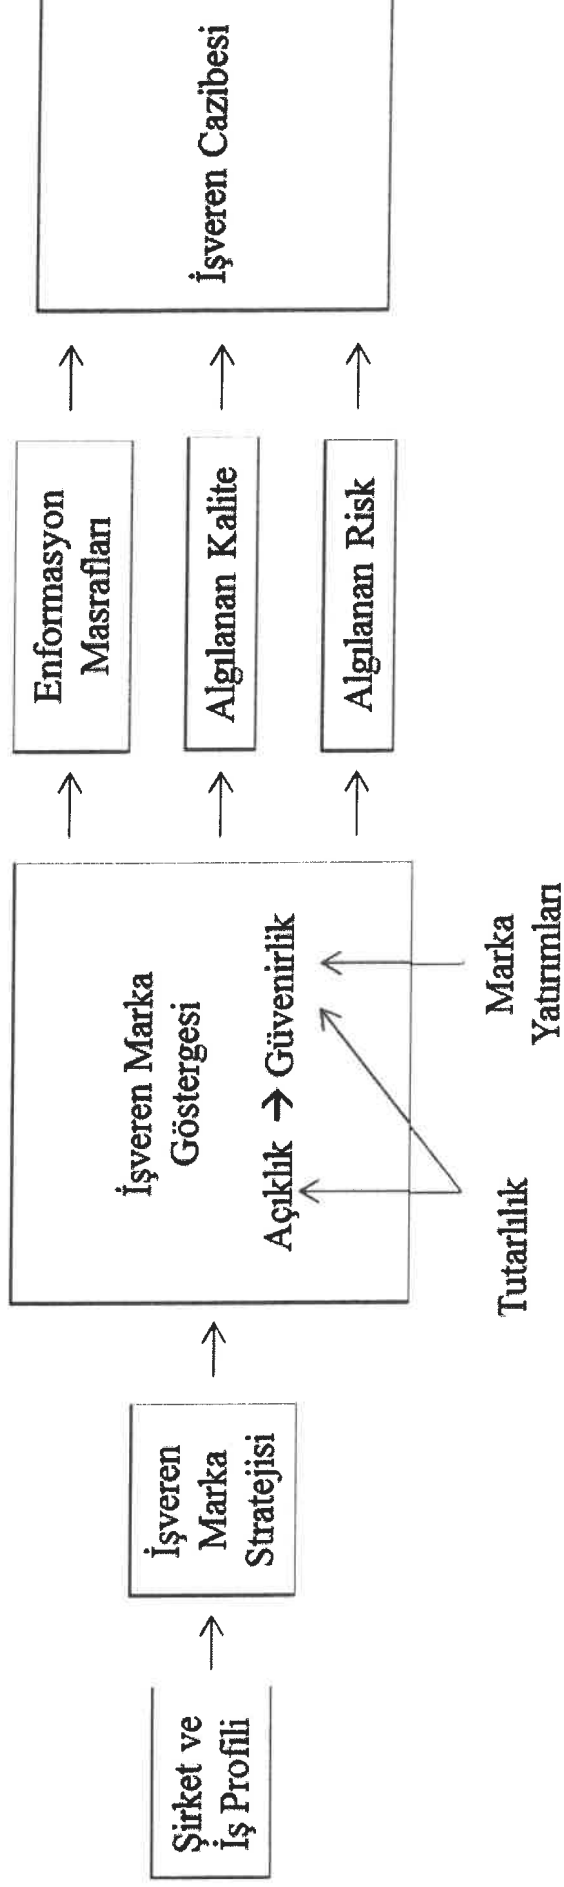 Şirket ve
İş Profili
İşveren
Marka
Stratejisi
İşveren Marka
Göstergesi
Açıklık → Güvenirlik
Tutarlılık
Marka
Yatırımları
Enformasyon
Masrafları
Algılanan Kalite
Algılanan Risk
İşveren Cazibesi